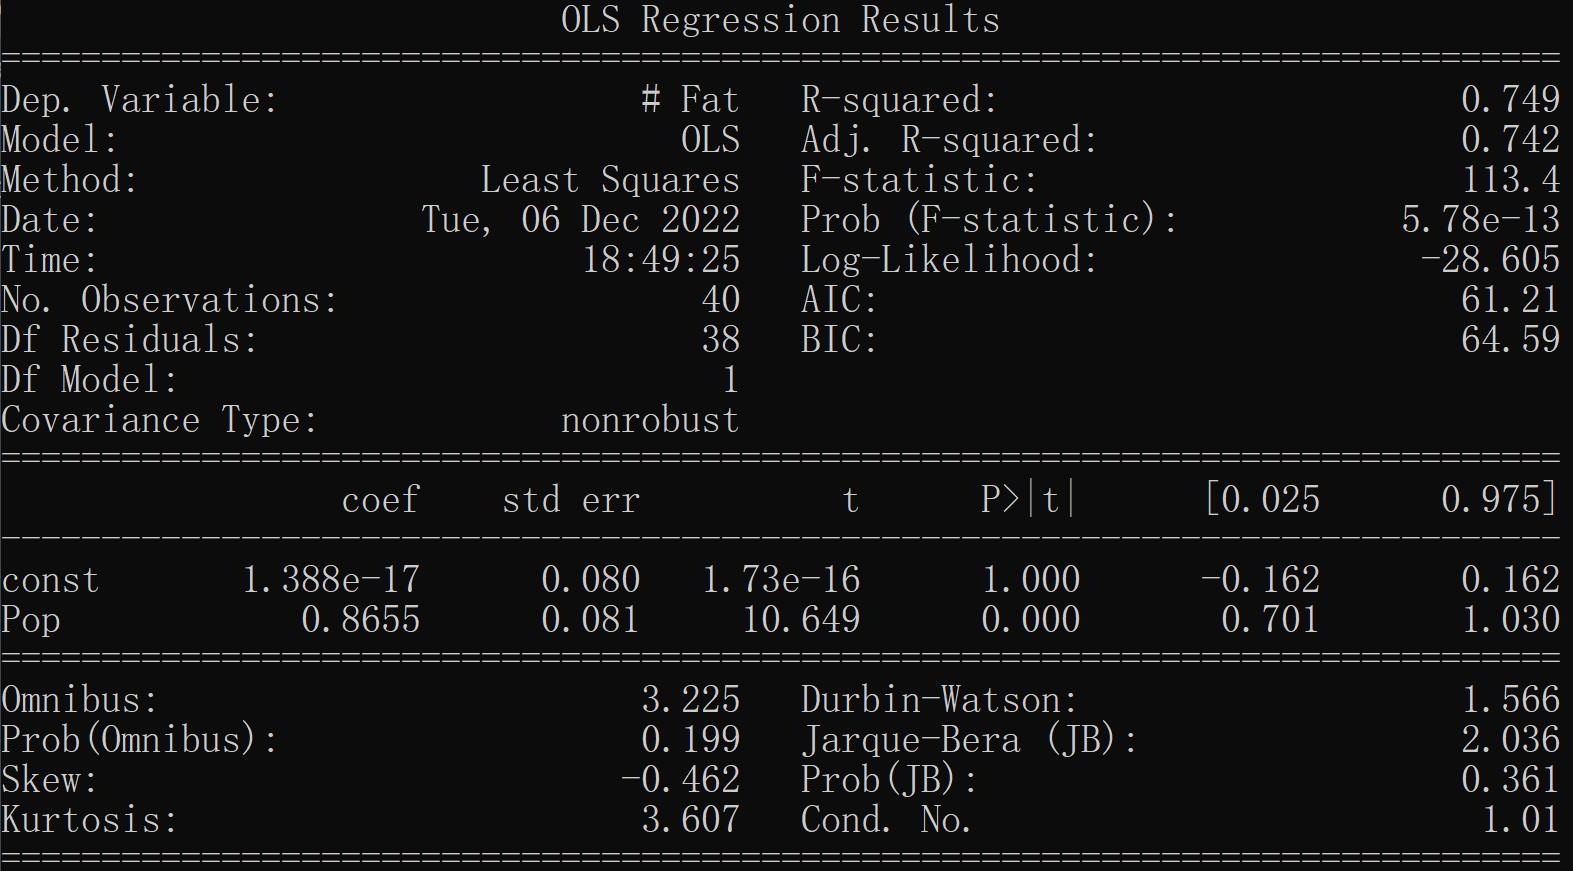 OLS Regression Results
==============================================================================
Dep. Variable:                  # Fat   R-squared:                       0.749
Model:                            OLS   Adj. R-squared:                  0.742
Method:                 Least Squares   F-statistic:                     113.4
Date:                Tue, 06 Dec 2022   Prob (F-statistic):           5.78e-13
Time:                        18:49:25   Log-Likelihood:                -28.605
No. Observations:                  40   AIC:                             61.21
Df Residuals:                      38   BIC:                             64.59
Df Model:                           1
Covariance Type:            nonrobust
==============================================================================
                 coef    std err          t      P>|t|      [0.025      0.975]
------------------------------------------------------------------------------
const       1.388e-17      0.080   1.73e-16      1.000      -0.162       0.162
Pop            0.8655      0.081     10.649      0.000       0.701       1.030
==============================================================================
Omnibus:                        3.225   Durbin-Watson:                   1.566
Prob(Omnibus):                  0.199   Jarque-Bera (JB):                2.036
Skew:                          -0.462   Prob(JB):                        0.361
Kurtosis:                       3.607   Cond. No.                         1.01
==============================================================================